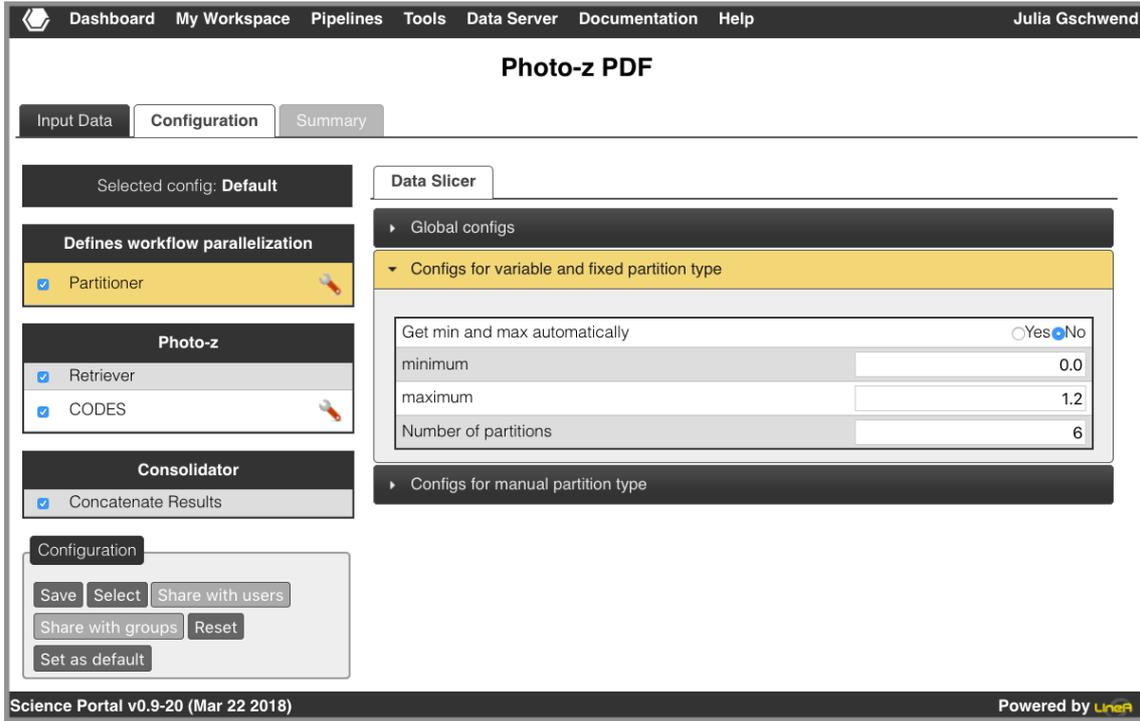 Dashboard My Workspace Pipelines Tools Data Server Documentation Help Julia Gschwend
Photo-z PDF
Input Data Configuration Summary
Selected config: Default
Defines workflow parallelization
Partitioner
Photo-z
Retriever
CODES
Consolidator
Concatenate Results
Configuration
Save Select Share with users
Share with groups Reset
Set as default
Data Slicer
Global configs
Configs for variable and fixed partition type
Get min and max automatically Yes No
minimum 0.0
maximum 1.2
Number of partitions 6
Configs for manual partition type
Science Portal v0.9-20 (Mar 22 2018) Powered by LIneA